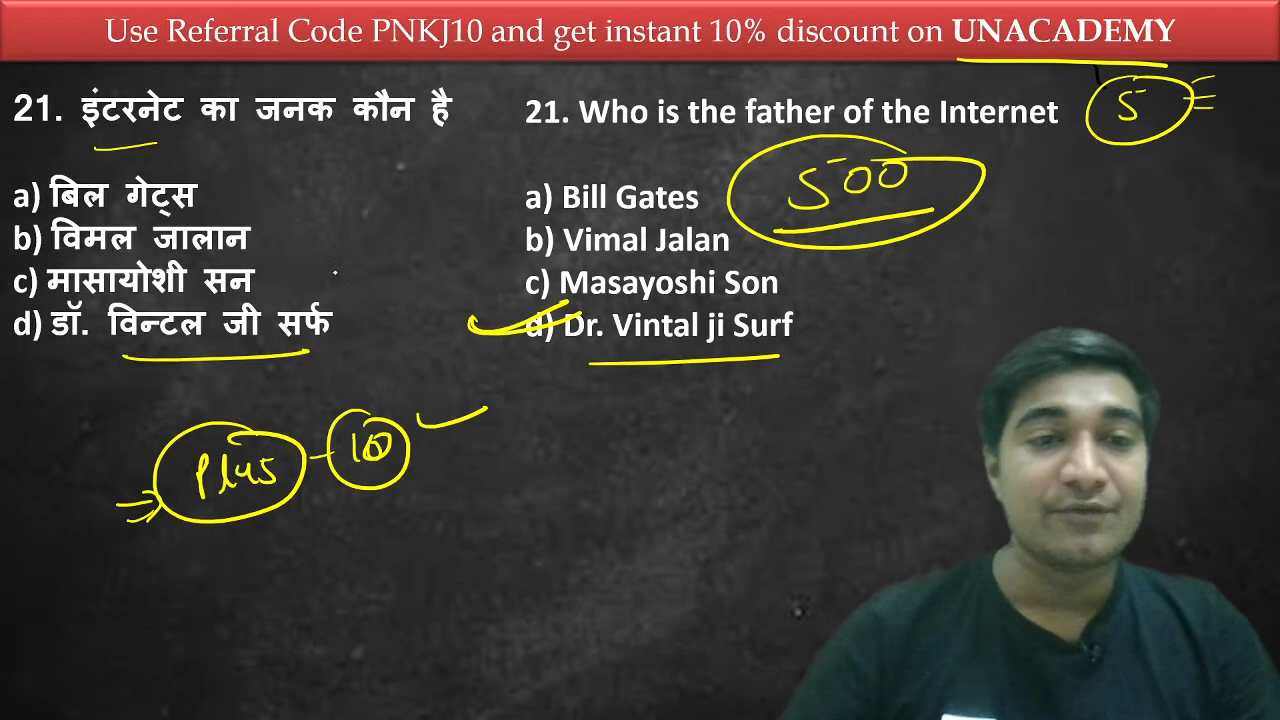 Use Referral Code PNKJ10 and get instant 10% discount on UNACADEMY
21. इंटरनेट का जनक कौन है
a) बिल गेट्स
b) विमल जालान
c) मासायोशी सन
d) डॉ. विन्टल जी सर्फ
21. Who is the father of the Internet
5
a) Bill Gates
500
b) Vimal Jalan
c) Masayoshi Son
d) Dr. Vintal ji Surf
Plus - 10